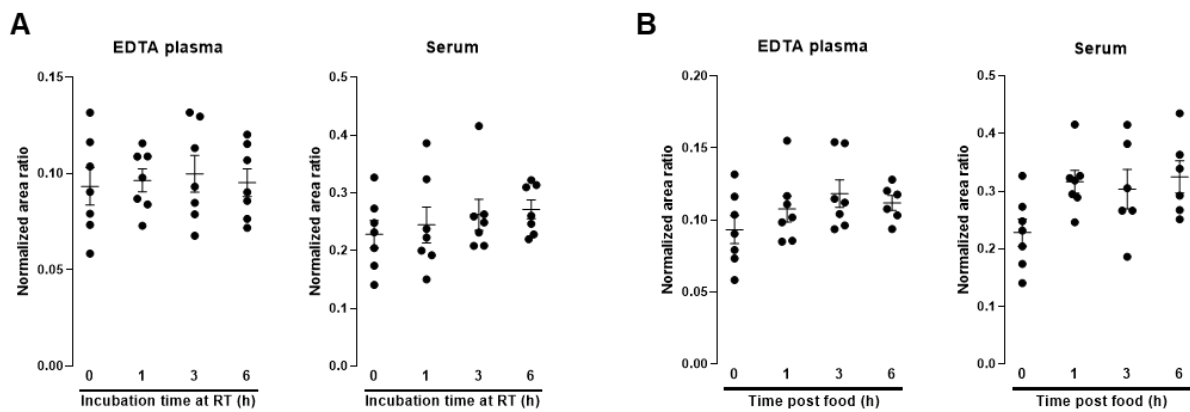 A
EDTA plasma
Normalized area ratio
0.15
0.10
0.05
0.00
0 1 3 6
Incubation time at RT (h)
Serum
Normalized area ratio
0.5
0.4
0.3
0.2
0.1
0.0
0 1 3 6
Incubation time at RT (h)
B
EDTA plasma
Normalized area ratio
0.20
0.15
0.10
0.05
0.00
0 1 3 6
Time post food (h)
Serum
Normalized area ratio
0.5
0.4
0.3
0.2
0.1
0.0
0 1 3 6
Time post food (h)